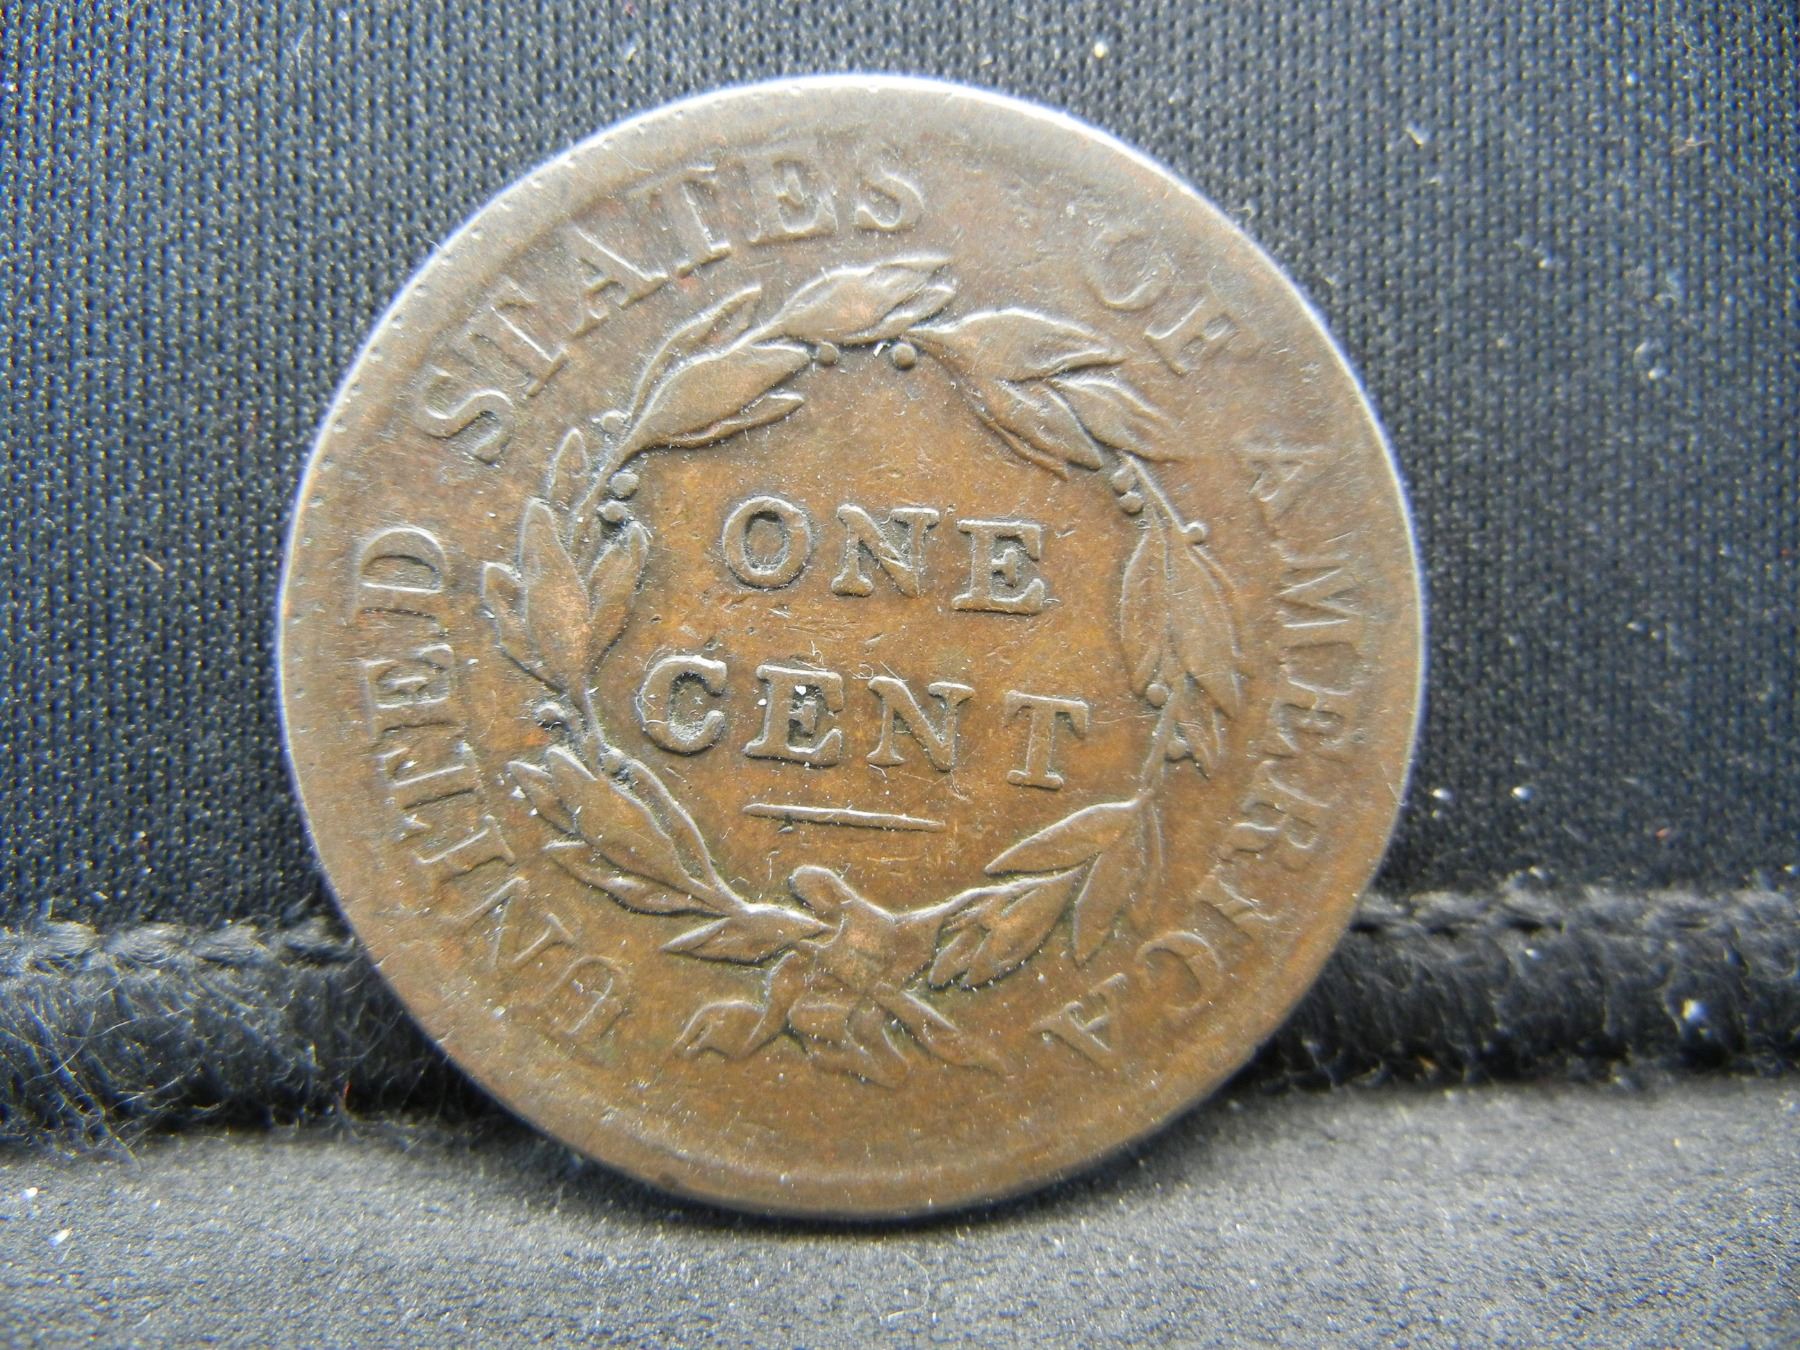 UNITED STATES OF AMERICA
ONE
CENT